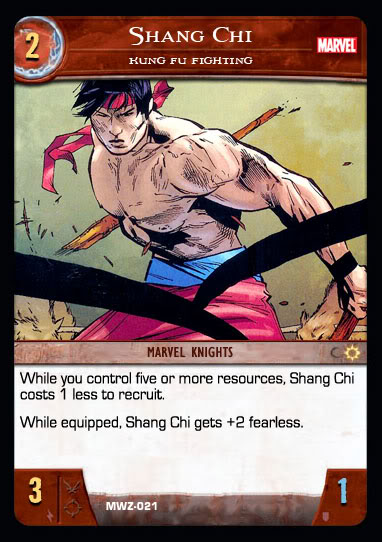 2
SHANG CHI
MARVEL
KUNG FU FIGHTING
MARVEL KNIGHTS
C
While you control five or more resources, Shang Chi
costs 1 less to recruit.
While equipped, Shang Chi gets +2 fearless.
3
MWZ-021
1